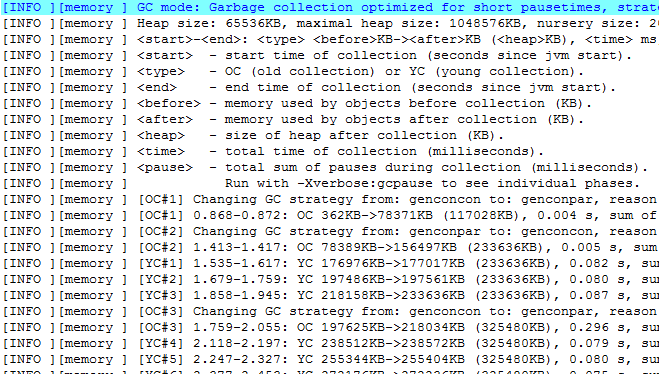 [INFO ][memory ] GC mode: Garbage collection optimized for short pausetimes,
[INFO ][memory ] Heap size: 65536KB, maximal heap size: 1048576KB, nursery size:
[INFO ][memory ] <start>-<end>: <type> <before>KB-><after>KB (<heap>KB), <time> ms
[INFO ][memory ] <start>  - start time of collection (seconds since jvm start).
[INFO ][memory ] <type>   - OC (old collection) or YC (young collection).
[INFO ][memory ] <end>    - end time of collection (seconds since jvm start).
[INFO ][memory ] <before> - memory used by objects before collection (KB).
[INFO ][memory ] <after>  - memory used by objects after collection (KB).
[INFO ][memory ] <heap>   - size of heap after collection (KB).
[INFO ][memory ] <time>   - total time of collection (milliseconds).
[INFO ][memory ] <pause>  - total sum of pauses during collection (milliseconds).
[INFO ][memory ]            Run with -Xverbose:gcpause to see individual phases.
[INFO ][memory ] [OC#1] Changing GC strategy from: genconcon to: genconpar, reason
[INFO ][memory ] [OC#1] 0.868-0.872: OC 362KB->78371KB (117028KB), 0.004 s, sum of
[INFO ][memory ] [OC#2] Changing GC strategy from: genconpar to: genconcon, reason
[INFO ][memory ] [OC#2] 1.413-1.417: OC 78389KB->156497KB (233636KB), 0.005 s, sum
[INFO ][memory ] [YC#1] 1.535-1.617: YC 176976KB->177017KB (233636KB), 0.082 s,
[INFO ][memory ] [YC#2] 1.679-1.759: YC 197486KB->197561KB (233636KB), 0.080 s,
[INFO ][memory ] [YC#3] 1.858-1.945: YC 218158KB->233636KB (233636KB), 0.087 s,
[INFO ][memory ] [OC#3] Changing GC strategy from: genconcon to: genconpar, reason
[INFO ][memory ] [OC#3] 1.759-2.055: OC 197625KB->218034KB (325480KB), 0.296 s,
[INFO ][memory ] [YC#4] 2.118-2.197: YC 238512KB->238572KB (325480KB), 0.079 s,
[INFO ][memory ] [YC#5] 2.247-2.327: YC 255344KB->255404KB (325480KB), 0.080 s,